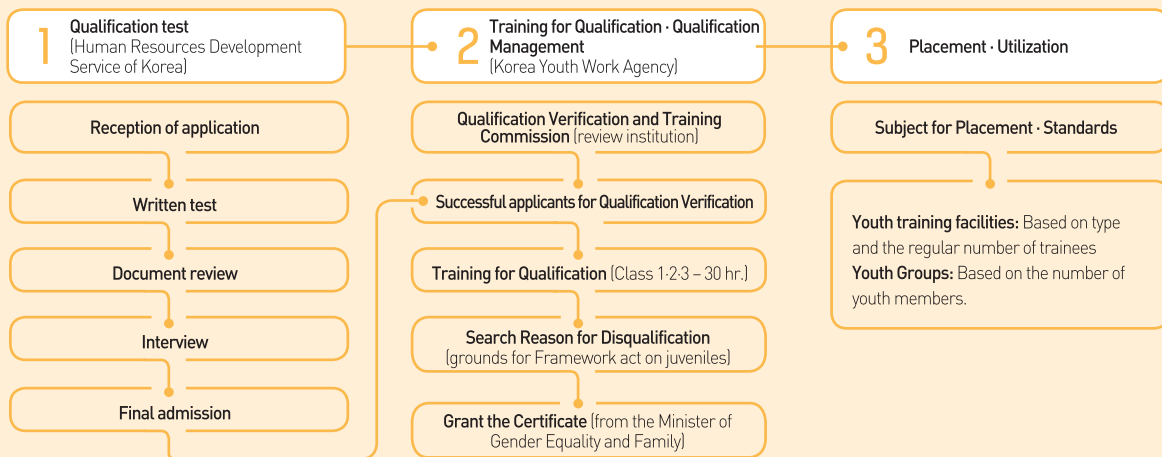 1
Qualification test
(Human Resources Development
Service of Korea)
Reception of application
Written test
Document review
Interview
Final admission
2
Training for Qualification · Qualification
Management
(Korea Youth Work Agency)
Qualification Verification and Training
Commission (review institution)
Successful applicants for Qualification Verification
Training for Qualification (Class 1·2·3 – 30 hr.)
Search Reason for Disqualification
(grounds for Framework act on juveniles)
Grant the Certificate (from the Minister of
Gender Equality and Family)
3
Placement · Utilization
Subject for Placement · Standards
Youth training facilities: Based on type
and the regular number of trainees
Youth Groups: Based on the number of
youth members.